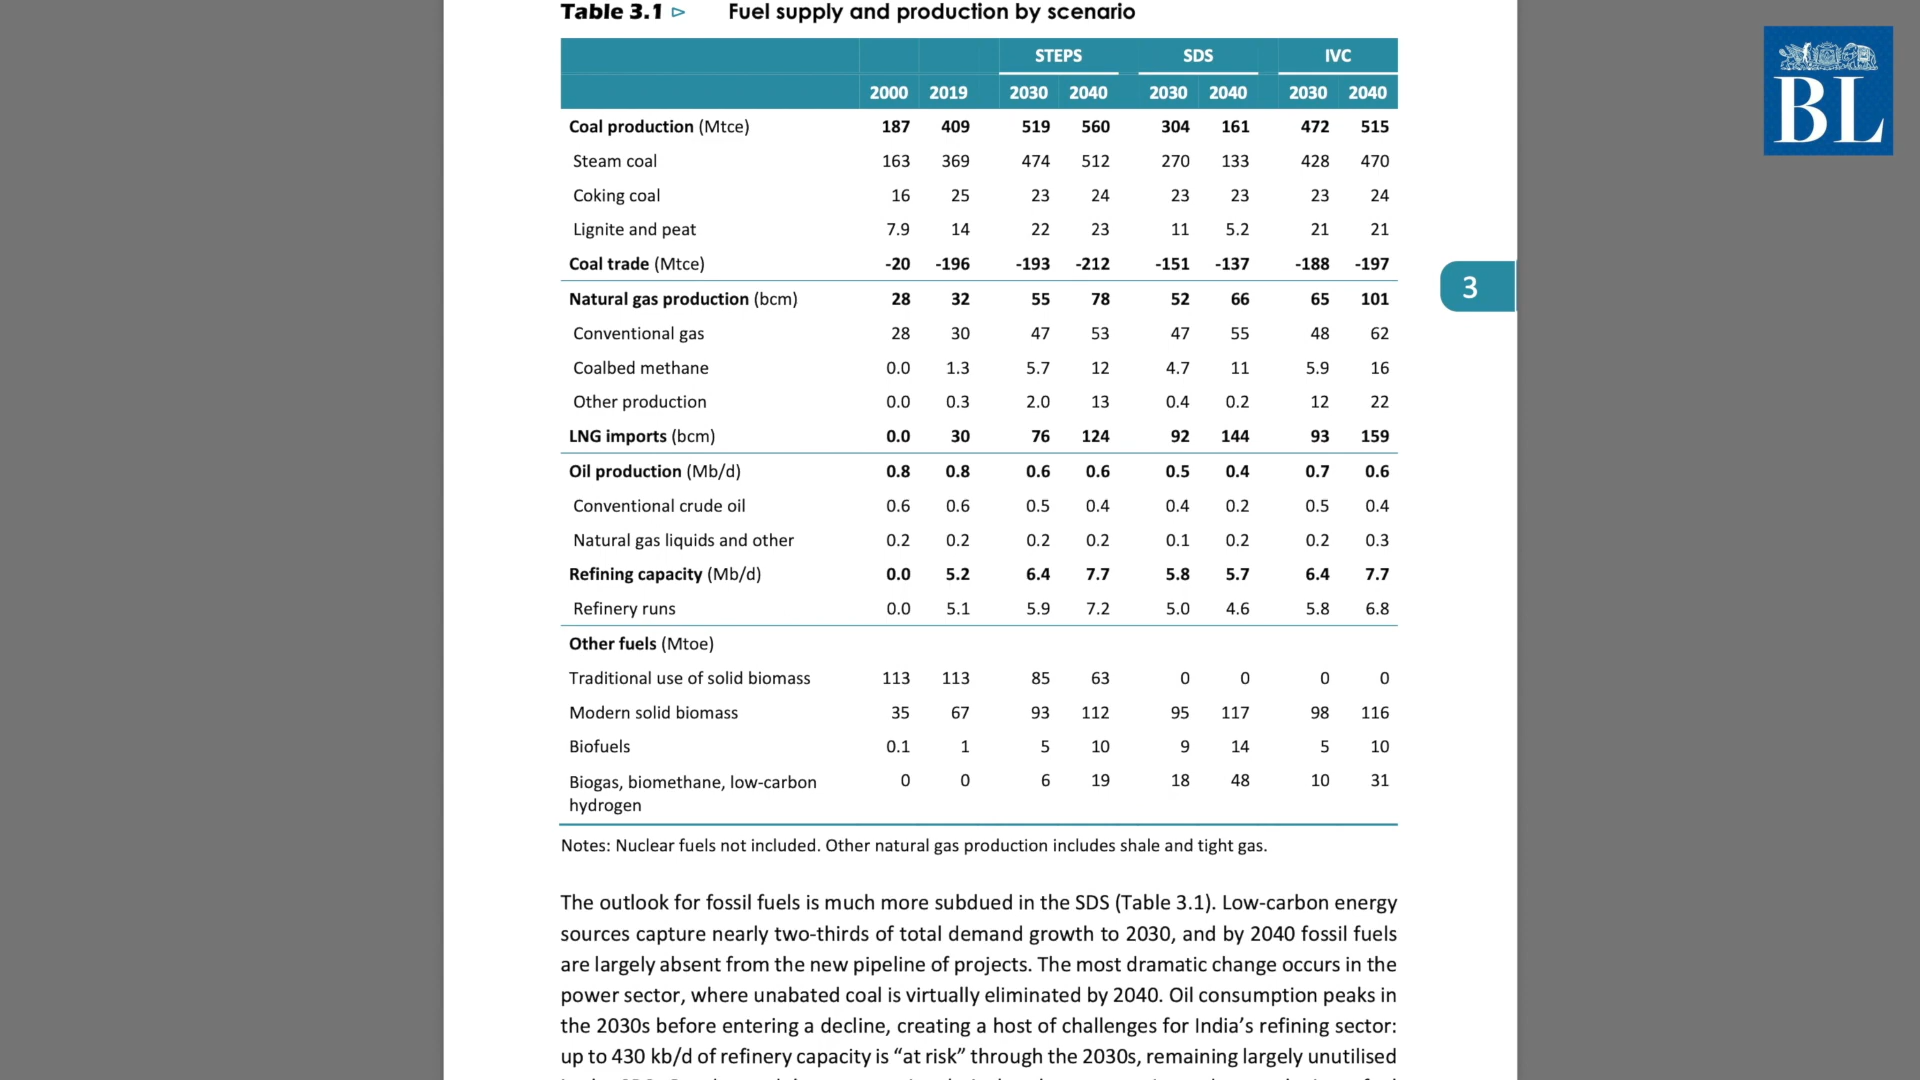 Table 3.1 ▷ Fuel supply and production by scenario
STEPS SDS IVC
2000 2019 2030 2040 2030 2040 2030 2040
Coal production (Mtce) 187 409 519 560 304 161 472 515
Steam coal 163 369 474 512 270 133 428 470
Coking coal 16 25 23 24 23 23 23 24
Lignite and peat 7.9 14 22 23 11 5.2 21 21
Coal trade (Mtce) -20 -196 -193 -212 -151 -137 -188 -197
Natural gas production (bcm) 28 32 55 78 52 66 65 101
Conventional gas 28 30 47 53 47 55 48 62
Coalbed methane 0.0 1.3 5.7 12 4.7 11 5.9 16
Other production 0.0 0.3 2.0 13 0.4 0.2 12 22
LNG imports (bcm) 0.0 30 76 124 92 144 93 159
Oil production (Mb/d) 0.8 0.8 0.6 0.6 0.5 0.4 0.7 0.6
Conventional crude oil 0.6 0.6 0.5 0.4 0.4 0.2 0.5 0.4
Natural gas liquids and other 0.2 0.2 0.2 0.2 0.1 0.2 0.2 0.3
Refining capacity (Mb/d) 0.0 5.2 6.4 7.7 5.8 5.7 6.4 7.7
Refinery runs 0.0 5.1 5.9 7.2 5.0 4.6 5.8 6.8
Other fuels (Mtoe)
Traditional use of solid biomass 113 113 85 63 0 0 0 0
Modern solid biomass 35 67 93 112 95 117 98 116
Biofuels 0.1 1 5 10 9 14 5 10
Biogas, biomethane, low-carbon 0 0 6 19 18 48 10 31
hydrogen
Notes: Nuclear fuels not included. Other natural gas production includes shale and tight gas.
The outlook for fossil fuels is much more subdued in the SDS (Table 3.1). Low-carbon energy
sources capture nearly two-thirds of total demand growth to 2030, and by 2040 fossil fuels
are largely absent from the new pipeline of projects. The most dramatic change occurs in the
power sector, where unabated coal is virtually eliminated by 2040. Oil consumption peaks in
the 2030s before entering a decline, creating a host of challenges for India's refining sector:
up to 430 kb/d of refinery capacity is "at risk" through the 2030s, remaining largely unutilised
3
BL